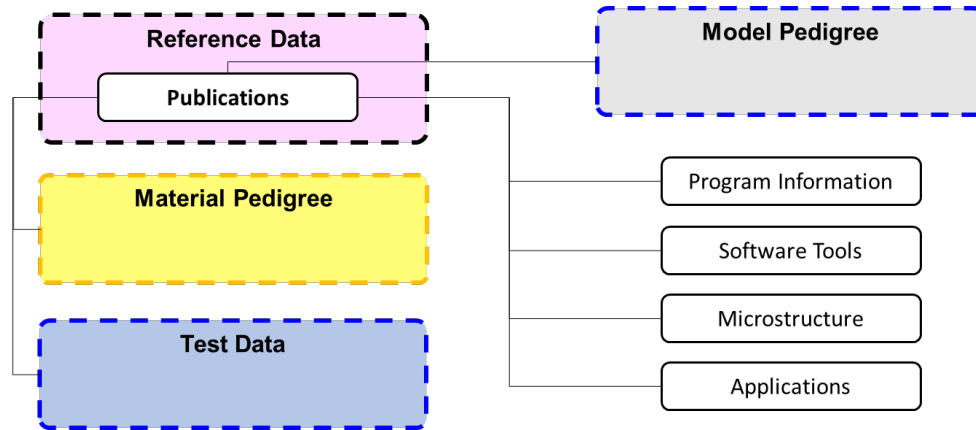 Reference Data
Publications
Model Pedigree
Material Pedigree
Test Data
Program Information
Software Tools
Microstructure
Applications